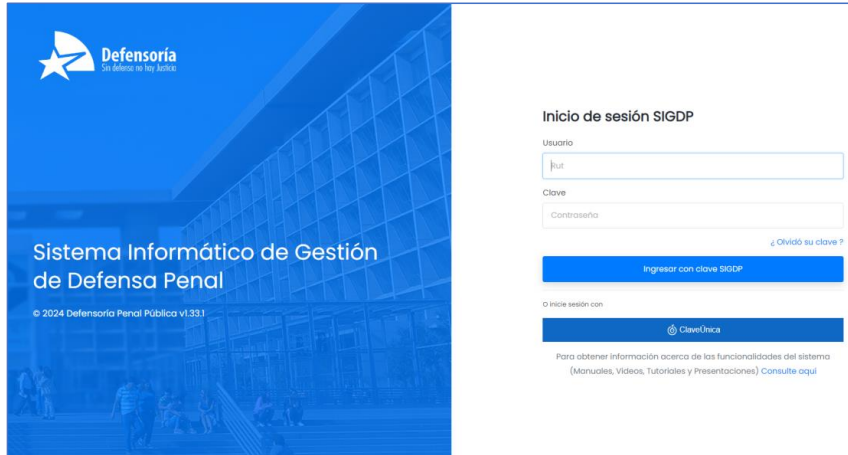 Defensoría
Sin defensa no hay Justicia
Sistema Informático de Gestión
de Defensa Penal
© 2024 Defensoría Penal Pública v1.33.1
Inicio de sesión SIGDP
Usuario
Rut
Clave
Contraseña
¿ Olvidó su clave ?
Ingresar con clave SIGDP
O inicie sesión con
ClaveÚnica
Para obtener información acerca de las funcionalidades del sistema
(Manuales, Videos, Tutoriales y Presentaciones) Consulte aquí